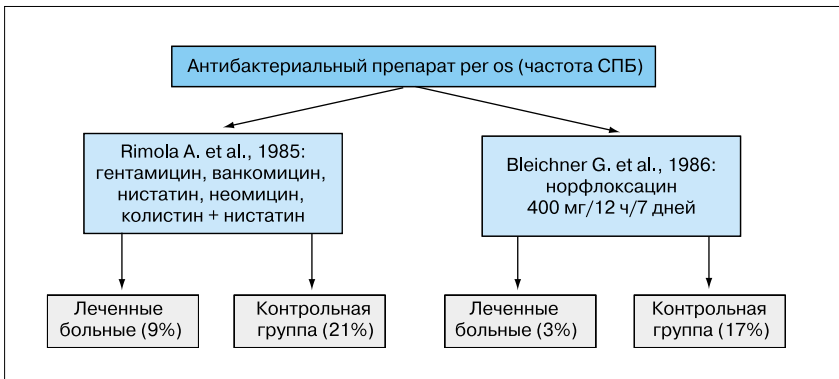 Антибактериальный препарат per os (частота СПБ)
Rimola A. et al., 1985:
гентамицин, ванкомицин,
нистатин, неомицин,
колистин + нистатин
Bleichner G. et al., 1986:
норфлоксацин
400 мг/12 ч/7 дней
Леченные
больные (9%)
Контрольная
группа (21%)
Леченные
больные (3%)
Контрольная
группа (17%)